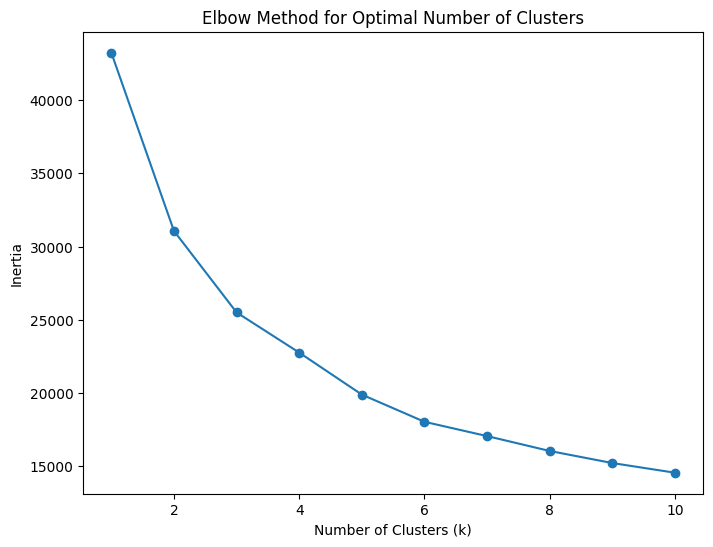 Elbow Method for Optimal Number of Clusters
40000
35000
30000
25000
20000
15000
Inertia
2 4 6 8 10
Number of Clusters (k)